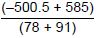 (–500.5 + 585)
(78 + 91)